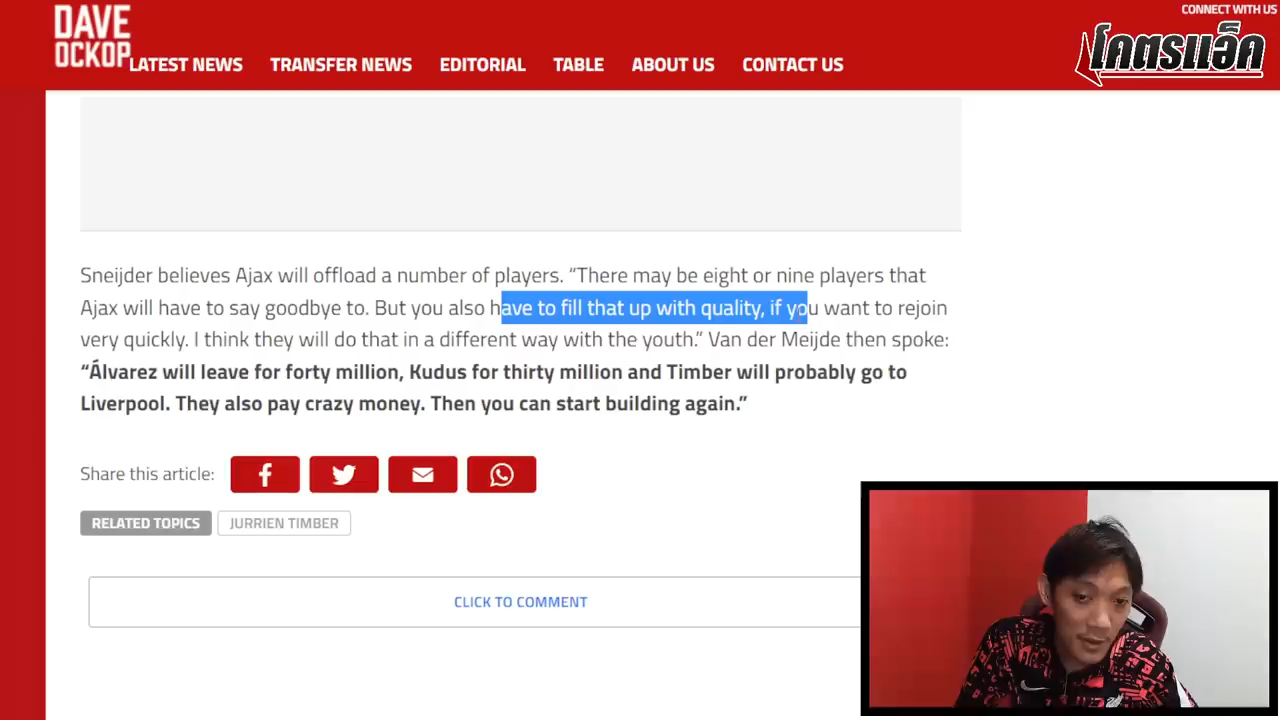 CONNECT WITH US
DAVE
OCKOP
LATEST NEWS TRANSFER NEWS EDITORIAL TABLE ABOUT US CONTACT US
โคตรแอ็ค
Sneijder believes Ajax will offload a number of players. “There may be eight or nine players that
Ajax will have to say goodbye to. But you also have to fill that up with quality, if you want to rejoin
very quickly. I think they will do that in a different way with the youth.” Van der Meijde then spoke:
“Álvarez will leave for forty million, Kudus for thirty million and Timber will probably go to
Liverpool. They also pay crazy money. Then you can start building again.”
Share this article:
RELATED TOPICS JURRIEN TIMBER
CLICK TO COMMENT